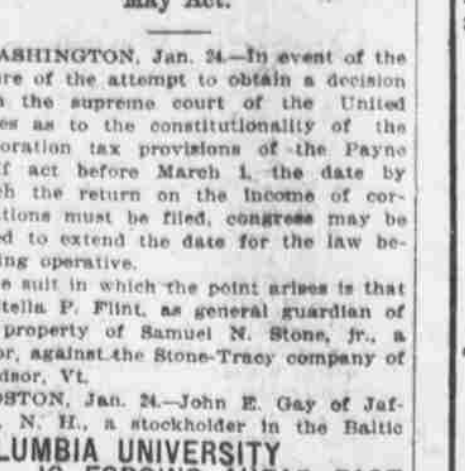 May Act.
ASHINGTON, Jan. 24.—In event of the
re of the attempt to obtain a decision
the supreme court of the United
es as to the constitutionality of the
oration tax provisions of the Payne
f act before March 1, the date by
h the return on the income of cor-
tions must be filed, congress may be
ed to extend the date for the law be-
ing operative.
e suit in which the point arises is that
tella P. Flint, as general guardian of
property of Samuel N. Stone, jr., a
or, against the Stone-Tracy company of
dsor, Vt.
OSTON, Jan. 24.—John E. Gay of Jaf-
N. H., a stockholder in the Baltic
LUMBIA UNIVERSITY